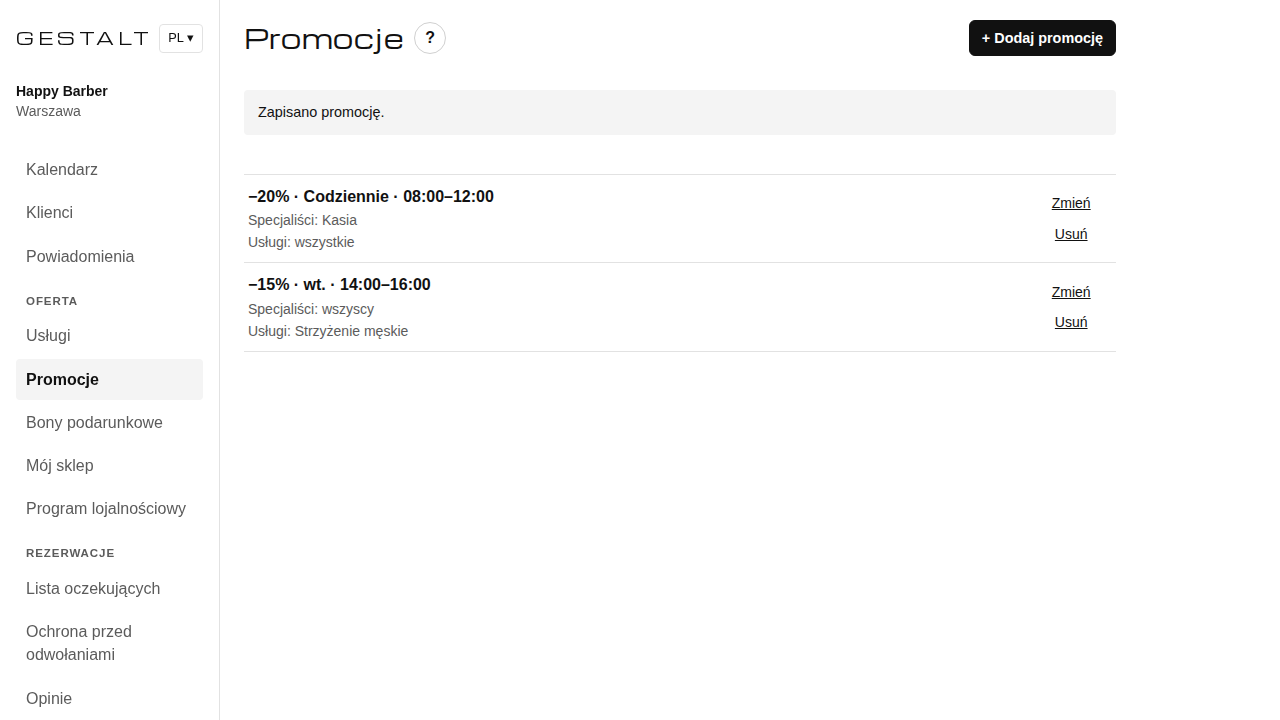 GESTALT
PL ▾
Happy Barber
Warszawa
Kalendarz
Klienci
Powiadomienia
OFERTA
Usługi
Promocje
Bony podarunkowe
Mój sklep
Program lojalnościowy
REZERWACJE
Lista oczekujących
Ochrona przed
odwołaniami
Opinie
Promocje
?
+ Dodaj promocję
Zapisano promocję.
−20% · Codziennie · 08:00–12:00
Specjaliści: Kasia
Usługi: wszystkie
Zmień
Usuń
−15% · wt. · 14:00–16:00
Specjaliści: wszyscy
Usługi: Strzyżenie męskie
Zmień
Usuń